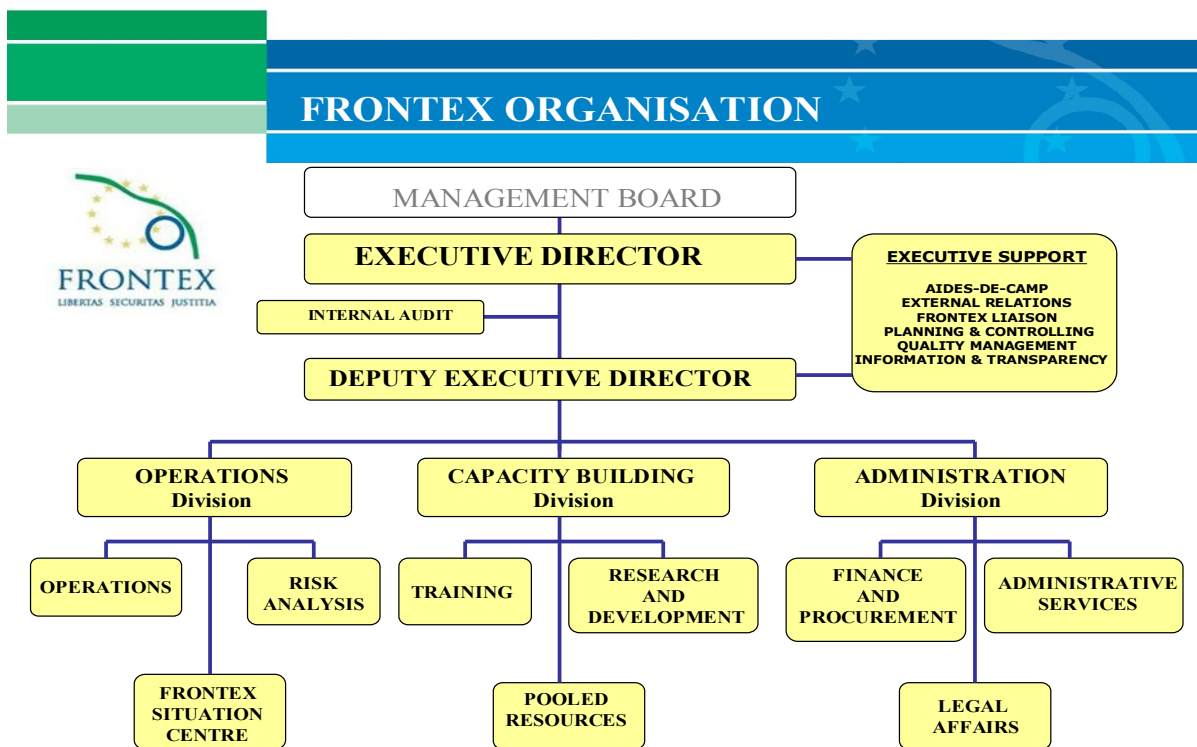 FRONTEX ORGANISATION
FRONTEX
LIBERTAS SECURITAS JUSTITIA
MANAGEMENT BOARD
EXECUTIVE DIRECTOR
EXECUTIVE SUPPORT
AIDES-DE-CAMP
EXTERNAL RELATIONS
FRONTEX LIAISON
PLANNING & CONTROLLING
QUALITY MANAGEMENT
INFORMATION & TRANSPARENCY
INTERNAL AUDIT
DEPUTY EXECUTIVE DIRECTOR
OPERATIONS
Division
CAPACITY BUILDING
Division
ADMINISTRATION
Division
OPERATIONS
RISK
ANALYSIS
TRAINING
RESEARCH
AND
DEVELOPMENT
FINANCE
AND
PROCUREMENT
ADMINISTRATIVE
SERVICES
FRONTEX
SITUATION
CENTRE
POOLED
RESOURCES
LEGAL
AFFAIRS